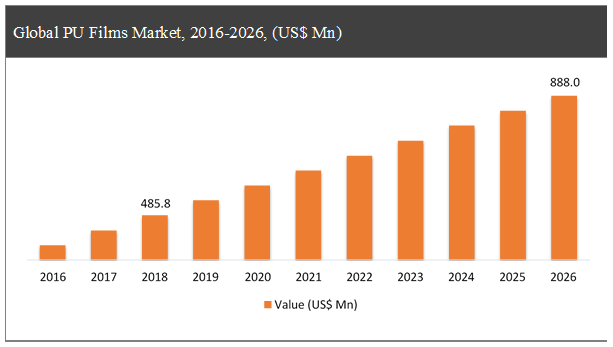 Global PU Films Market, 2016-2026, (US$ Mn)
888.0
485.8
2016 2017 2018 2019 2020 2021 2022 2023 2024 2025 2026
Value (US$ Mn)